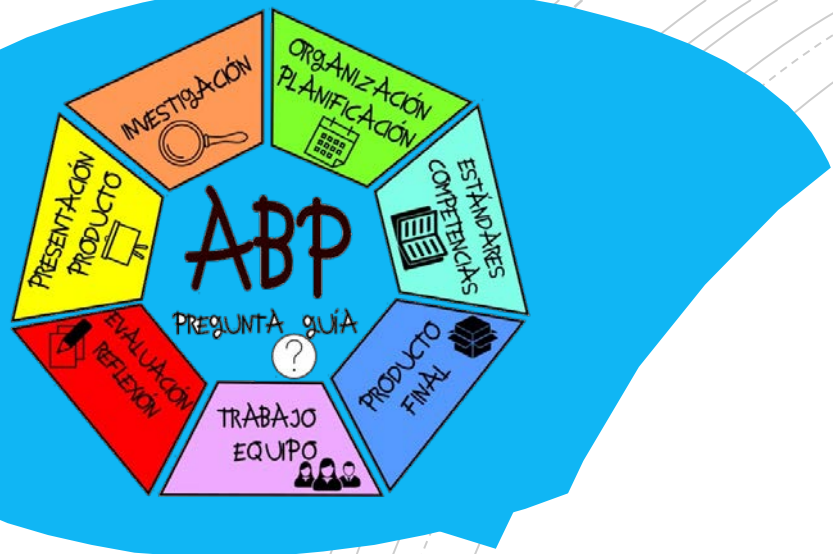 ORGANIZACIÓN
PLANIFICACIÓN
ESTÁNDARES
COMPETENCIAS
PRODUCTO
FINAL
TRABAJO
EQUIPO
EVALUACIÓN
REFLEXIÓN
PRESENTACIÓN
PRODUCTO
INVESTIGACIÓN
ABP
PREGUNTA GUÍA
?